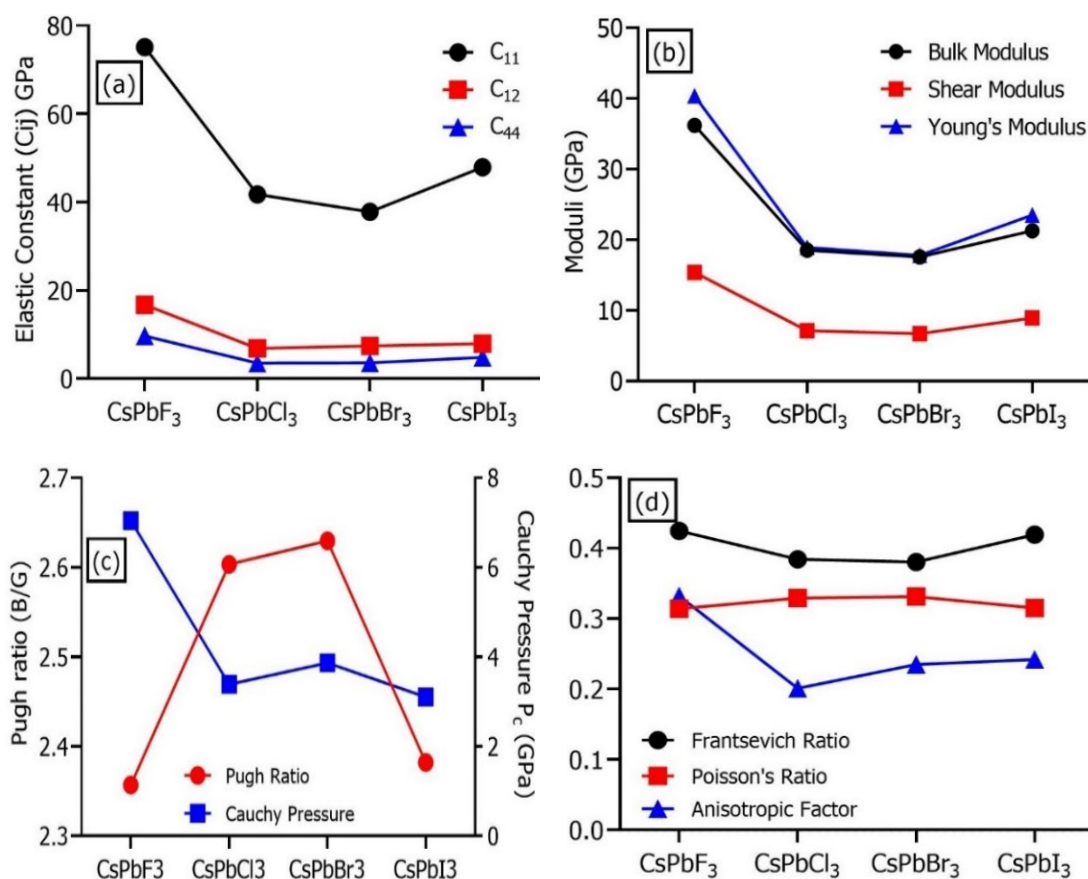 (a)
Elastic Constant (Cij) GPa
80
60
40
20
0
C₁₁
C₁₂
C₄₄
CsPbF₃ CsPbCl₃ CsPbBr₃ CsPbI₃
(b)
Moduli (GPa)
50
40
30
20
10
0
Bulk Modulus
Shear Modulus
Young's Modulus
CsPbF₃ CsPbCl₃ CsPbBr₃ CsPbI₃
(c)
Pugh ratio (B/G)
2.7
2.6
2.5
2.4
2.3
Pugh Ratio
Cauchy Pressure
8
6
4
2
0
Cauchy Pressure P c (GPa)
CsPbF3 CsPbCl3 CsPbBr3 CsPbI3
(d)
0.5
0.4
0.3
0.2
0.1
0.0
Frantsevich Ratio
Poisson's Ratio
Anisotropic Factor
CsPbF₃ CsPbCl₃ CsPbBr₃ CsPbI₃